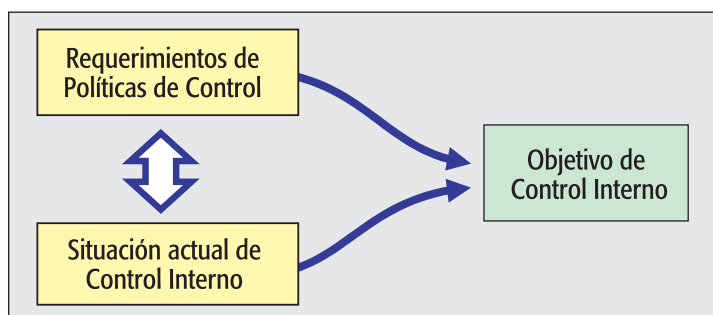 Requerimientos de
Políticas de Control
Objetivo de
Control Interno
Situación actual de
Control Interno